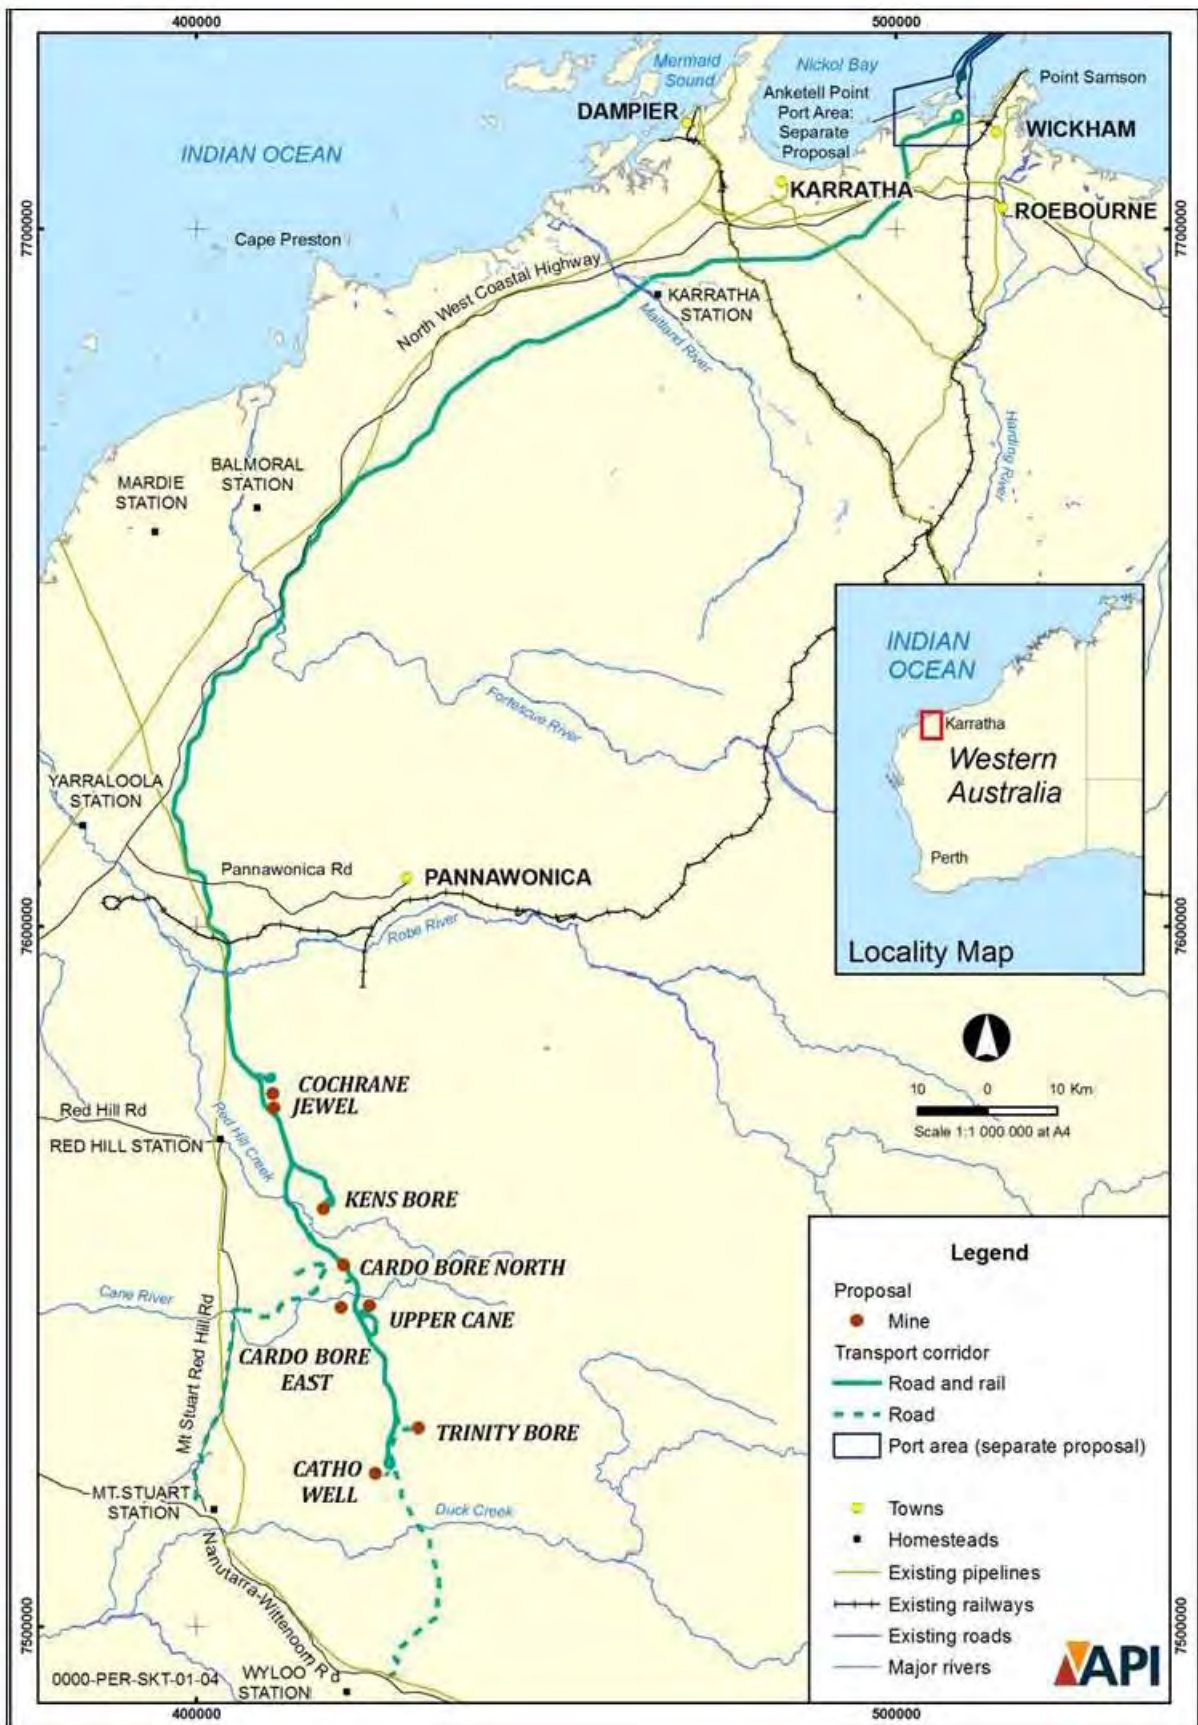 400000
500000
Mermaid
Sound
Nickol Bay
Point Samson
Anketell Point
Port Area:
Separate
Proposal
DAMPIER
WICKHAM
INDIAN OCEAN
KARRATHA
ROEBOURNE
7700000
7700000
Cape Preston
North West Coastal Highway
KARRATHA
STATION
Maitland River
Harding River
BALMORAL
STATION
MARDIE
STATION
INDIAN
OCEAN
Karratha
Western
Australia
Perth
Locality Map
Fortescue River
YARRALOOLA
STATION
Pannawonica Rd
PANNAWONICA
Robe River
7600000
7600000
10 0 10 Km
Scale 1:1 000 000 at A4
COCHRANE
JEWEL
Red Hill Rd
RED HILL STATION
Red Hill Creek
KENS BORE
CARDO BORE NORTH
Cane River
UPPER CANE
CARDO BORE
EAST
Mt Stuart Red Hill Rd
TRINITY BORE
CATHO
WELL
MT.STUART
STATION
Duck Creek
Nanutarra-Wittenoom Rd
WYLOO
STATION
0000-PER-SKT-01-04
7500000
7500000
Legend
Proposal
Mine
Transport corridor
Road and rail
Road
Port area (separate proposal)
Towns
Homesteads
Existing pipelines
Existing railways
Existing roads
Major rivers
API
400000
500000